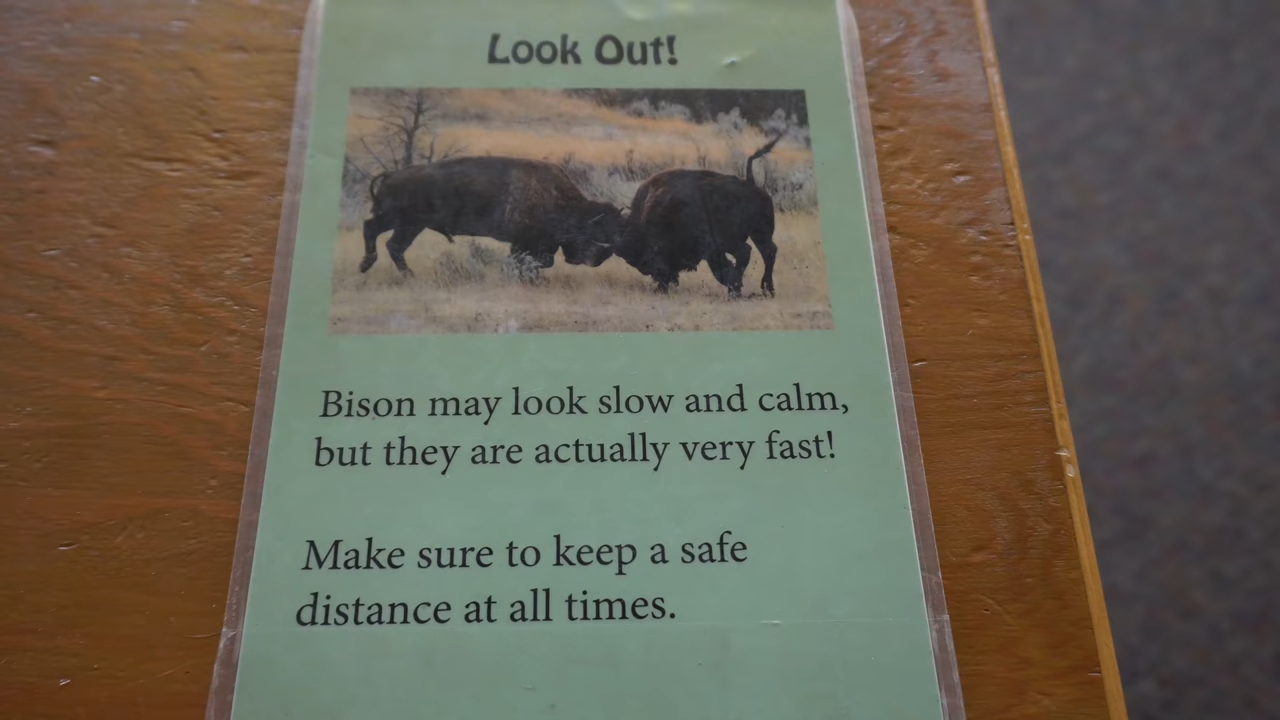 Look Out!
Bison may look slow and calm,
but they are actually very fast!
Make sure to keep a safe
distance at all times.